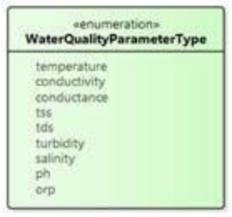 «enumeration»
WaterQualityParameterType
temperature
conductivity
conductance
tss
tds
turbidity
salinity
ph
orp